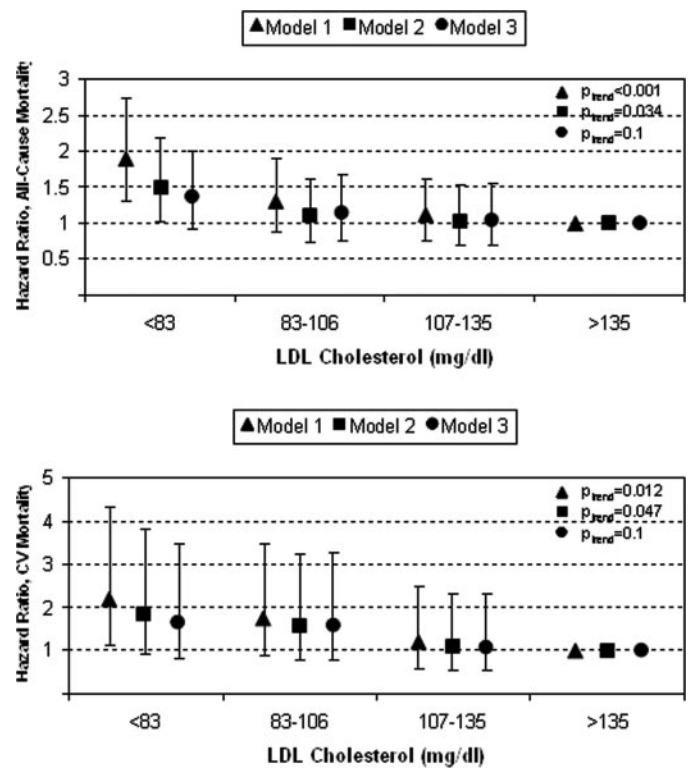 ▲Model 1 ■Model 2 ●Model 3
Hazard Ratio, All-Cause Mortality
3
2.5
2
1.5
1
0.5
▲ ptrend<0.001
■ ptrend=0.034
● ptrend=0.1
<83 83-106 107-135 >135
LDL Cholesterol (mg/dl)
▲Model 1 ■Model 2 ●Model 3
Hazard Ratio, CV Mortality
5
4
3
2
1
▲ ptrend=0.012
■ ptrend=0.047
● ptrend=0.1
<83 83-106 107-135 >135
LDL Cholesterol (mg/dl)